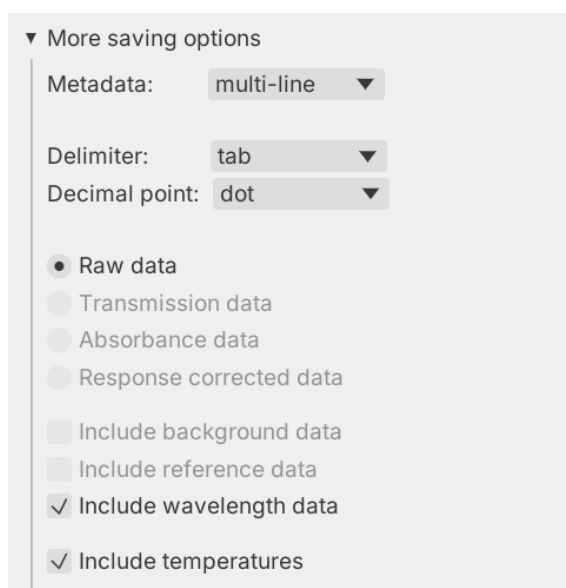 More saving options
Metadata: multi-line
Delimiter: tab
Decimal point: dot
Raw data
Transmission data
Absorbance data
Response corrected data
Include background data
Include reference data
Include wavelength data
Include temperatures